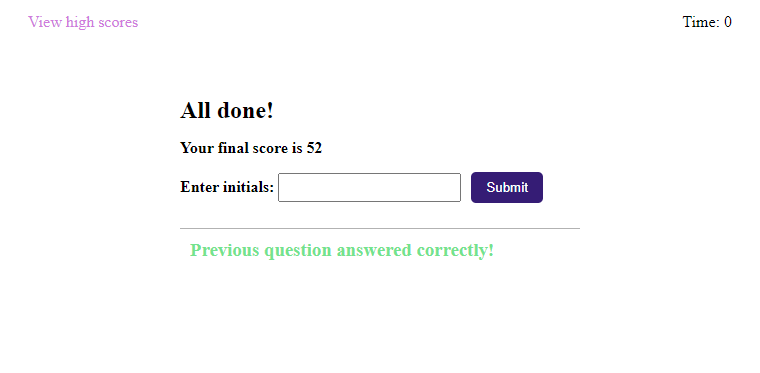 View high scores
Time: 0
All done!
Your final score is 52
Enter initials:
Submit
Previous question answered correctly!